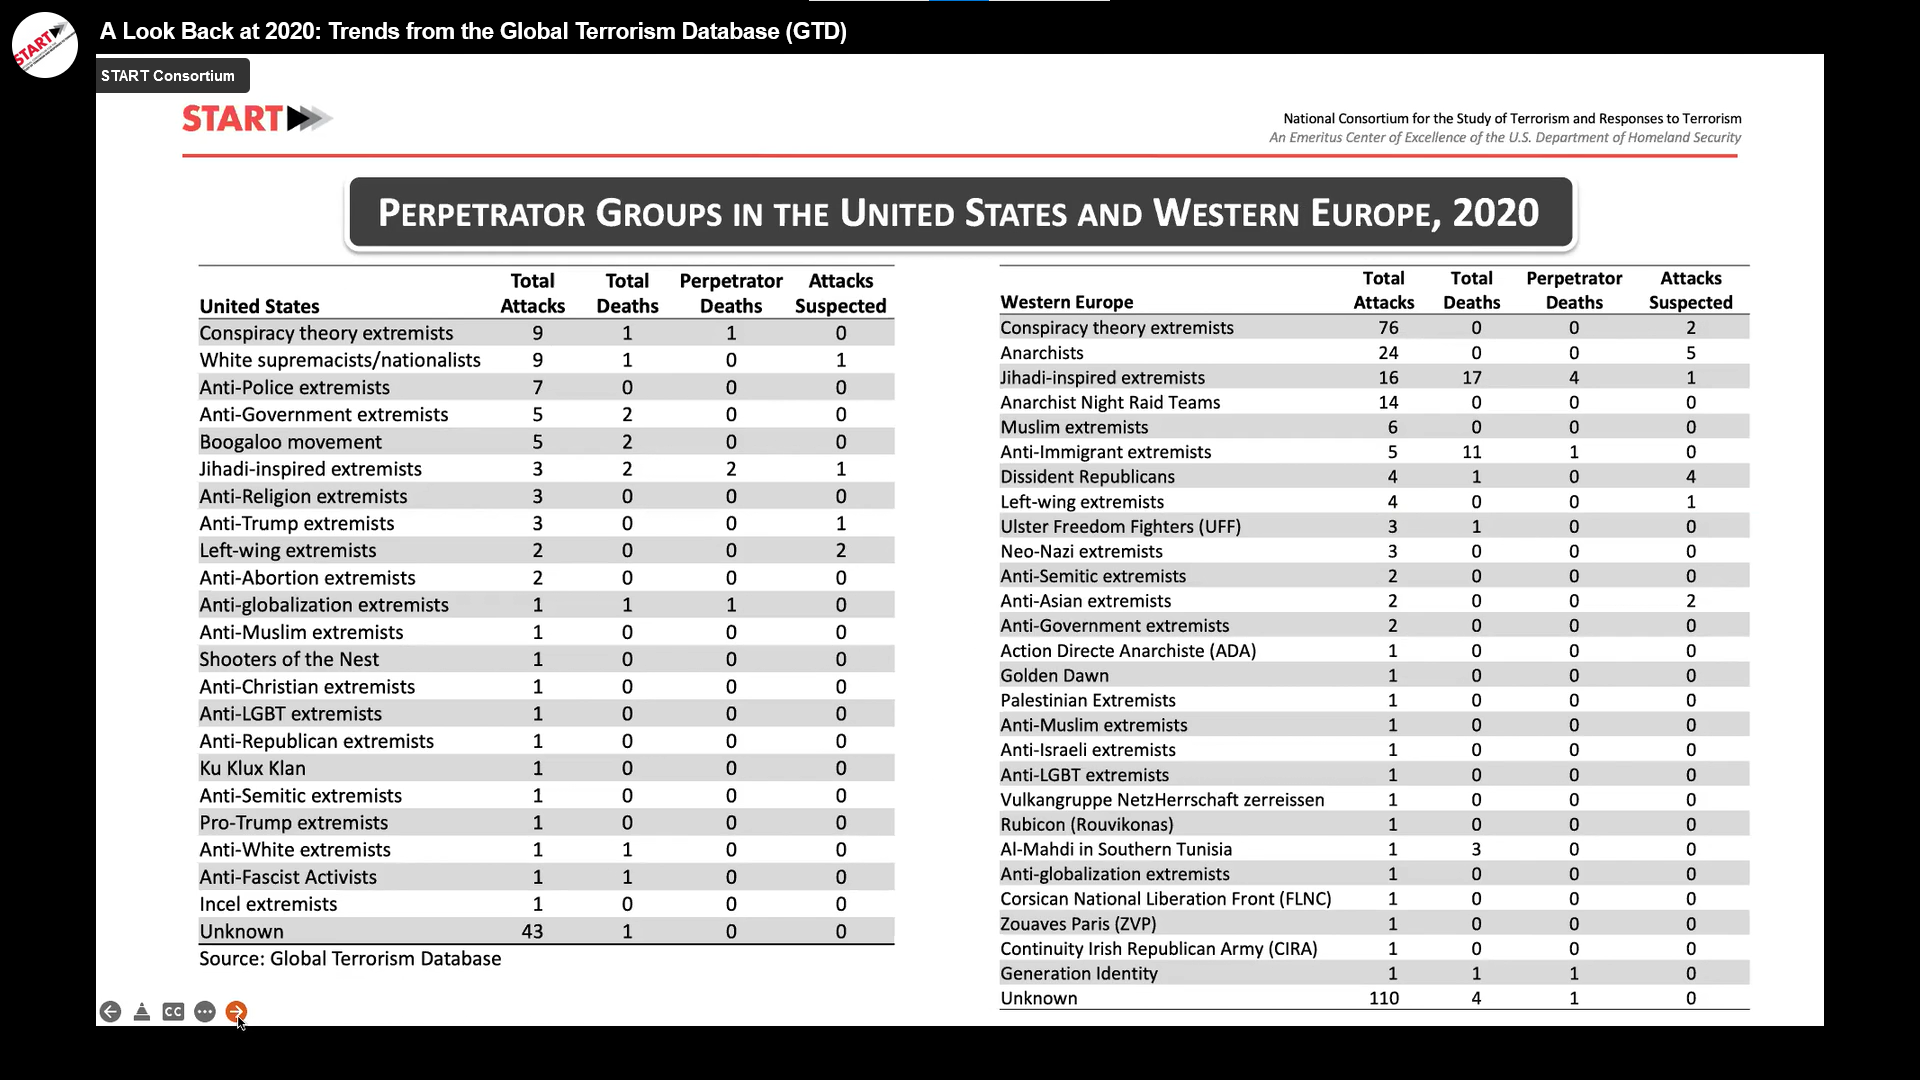 A Look Back at 2020: Trends from the Global Terrorism Database (GTD)
START Consortium
START
National Consortium for the Study of Terrorism and Responses to Terrorism
An Emeritus Center of Excellence of the U.S. Department of Homeland Security
PERPETRATOR GROUPS IN THE UNITED STATES AND WESTERN EUROPE, 2020
United States Total Attacks Total Deaths Perpetrator Deaths Attacks Suspected
Conspiracy theory extremists 9 1 1 0
White supremacists/nationalists 9 1 0 1
Anti-Police extremists 7 0 0 0
Anti-Government extremists 5 2 0 0
Boogaloo movement 5 2 0 0
Jihadi-inspired extremists 3 2 2 1
Anti-Religion extremists 3 0 0 0
Anti-Trump extremists 3 0 0 1
Left-wing extremists 2 0 0 2
Anti-Abortion extremists 2 0 0 0
Anti-globalization extremists 1 1 1 0
Anti-Muslim extremists 1 0 0 0
Shooters of the Nest 1 0 0 0
Anti-Christian extremists 1 0 0 0
Anti-LGBT extremists 1 0 0 0
Anti-Republican extremists 1 0 0 0
Ku Klux Klan 1 0 0 0
Anti-Semitic extremists 1 0 0 0
Pro-Trump extremists 1 0 0 0
Anti-White extremists 1 1 0 0
Anti-Fascist Activists 1 1 0 0
Incel extremists 1 0 0 0
Unknown 43 1 0 0
Source: Global Terrorism Database
Western Europe Total Attacks Total Deaths Perpetrator Deaths Attacks Suspected
Conspiracy theory extremists 76 0 0 2
Anarchists 24 0 0 5
Jihadi-inspired extremists 16 17 4 1
Anarchist Night Raid Teams 14 0 0 0
Muslim extremists 6 0 0 0
Anti-Immigrant extremists 5 11 1 0
Dissident Republicans 4 1 0 4
Left-wing extremists 4 0 0 1
Ulster Freedom Fighters (UFF) 3 1 0 0
Neo-Nazi extremists 3 0 0 0
Anti-Semitic extremists 2 0 0 0
Anti-Asian extremists 2 0 0 2
Anti-Government extremists 2 0 0 0
Action Directe Anarchiste (ADA) 1 0 0 0
Golden Dawn 1 0 0 0
Palestinian Extremists 1 0 0 0
Anti-Muslim extremists 1 0 0 0
Anti-Israeli extremists 1 0 0 0
Anti-LGBT extremists 1 0 0 0
Vulkangruppe NetzHerrschaft zerreissen 1 0 0 0
Rubicon (Rouvikonas) 1 0 0 0
Al-Mahdi in Southern Tunisia 1 3 0 0
Anti-globalization extremists 1 0 0 0
Corsican National Liberation Front (FLNC) 1 0 0 0
Zouaves Paris (ZVP) 1 0 0 0
Continuity Irish Republican Army (CIRA) 1 0 0 0
Generation Identity 1 1 1 0
Unknown 110 4 1 0
CC